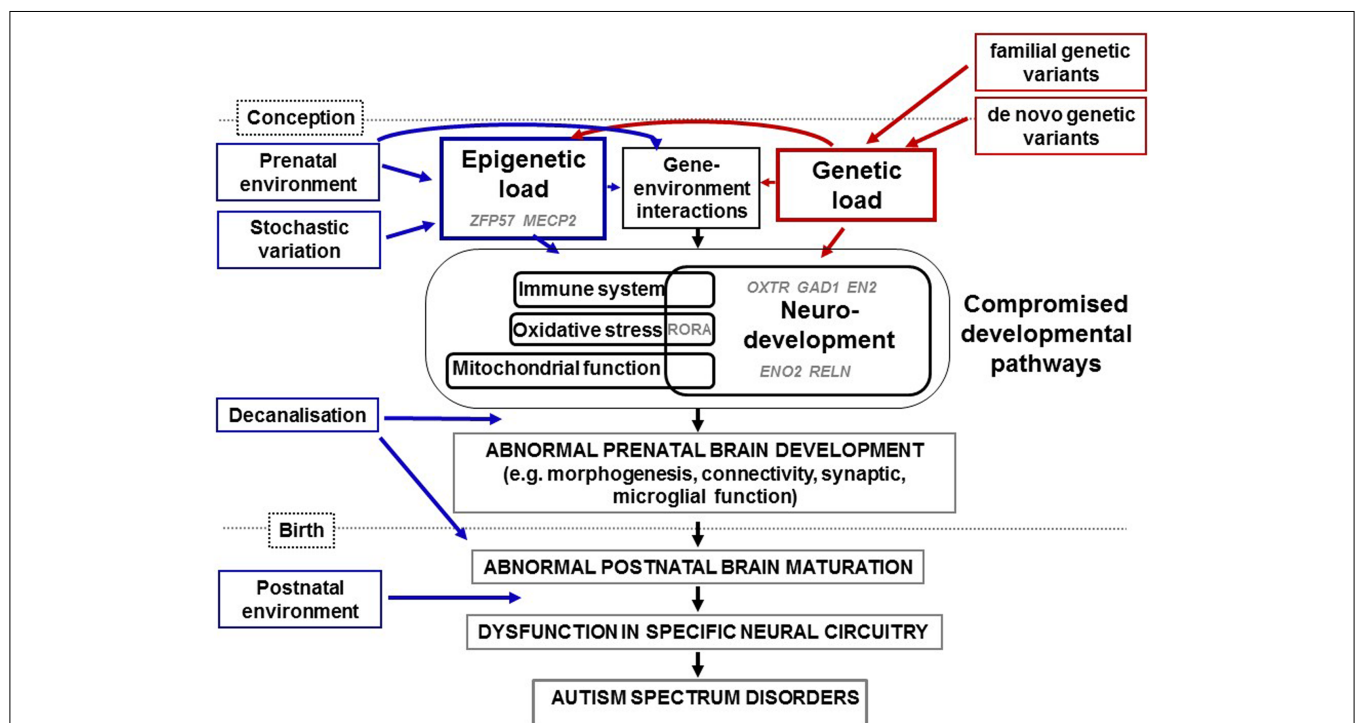 familial genetic
variants
Conception
de novo genetic
variants
Prenatal
environment
Epigenetic
load
ZFP57 MECP2
Gene-
environment
interactions
Genetic
load
Stochastic
variation
Immune system
Oxidative stress
RORA
Mitochondrial function
OXTR GAD1 EN2
Neuro-
development
ENO2 RELN
Compromised
developmental
pathways
Decanalisation
ABNORMAL PRENATAL BRAIN DEVELOPMENT
(e.g. morphogenesis, connectivity, synaptic,
microglial function)
Birth
ABNORMAL POSTNATAL BRAIN MATURATION
Postnatal
environment
DYSFUNCTION IN SPECIFIC NEURAL CIRCUITRY
AUTISM SPECTRUM DISORDERS